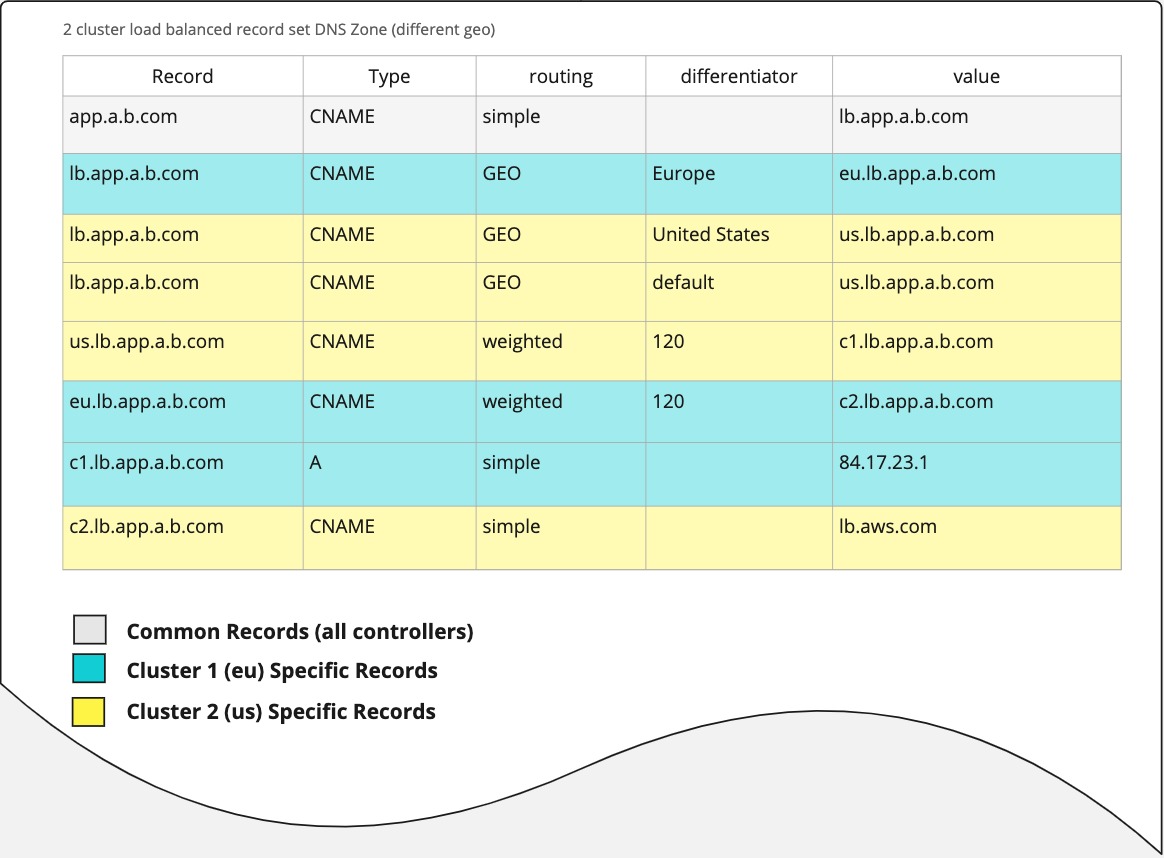 2 cluster load balanced record set DNS Zone (different geo)
Record Type routing differentiator value
app.a.b.com CNAME simple lb.app.a.b.com
lb.app.a.b.com CNAME GEO Europe eu.lb.app.a.b.com
lb.app.a.b.com CNAME GEO United States us.lb.app.a.b.com
lb.app.a.b.com CNAME GEO default us.lb.app.a.b.com
us.lb.app.a.b.com CNAME weighted 120 c1.lb.app.a.b.com
eu.lb.app.a.b.com CNAME weighted 120 c2.lb.app.a.b.com
c1.lb.app.a.b.com A simple 84.17.23.1
c2.lb.app.a.b.com CNAME simple lb.aws.com
Common Records (all controllers)
Cluster 1 (eu) Specific Records
Cluster 2 (us) Specific Records